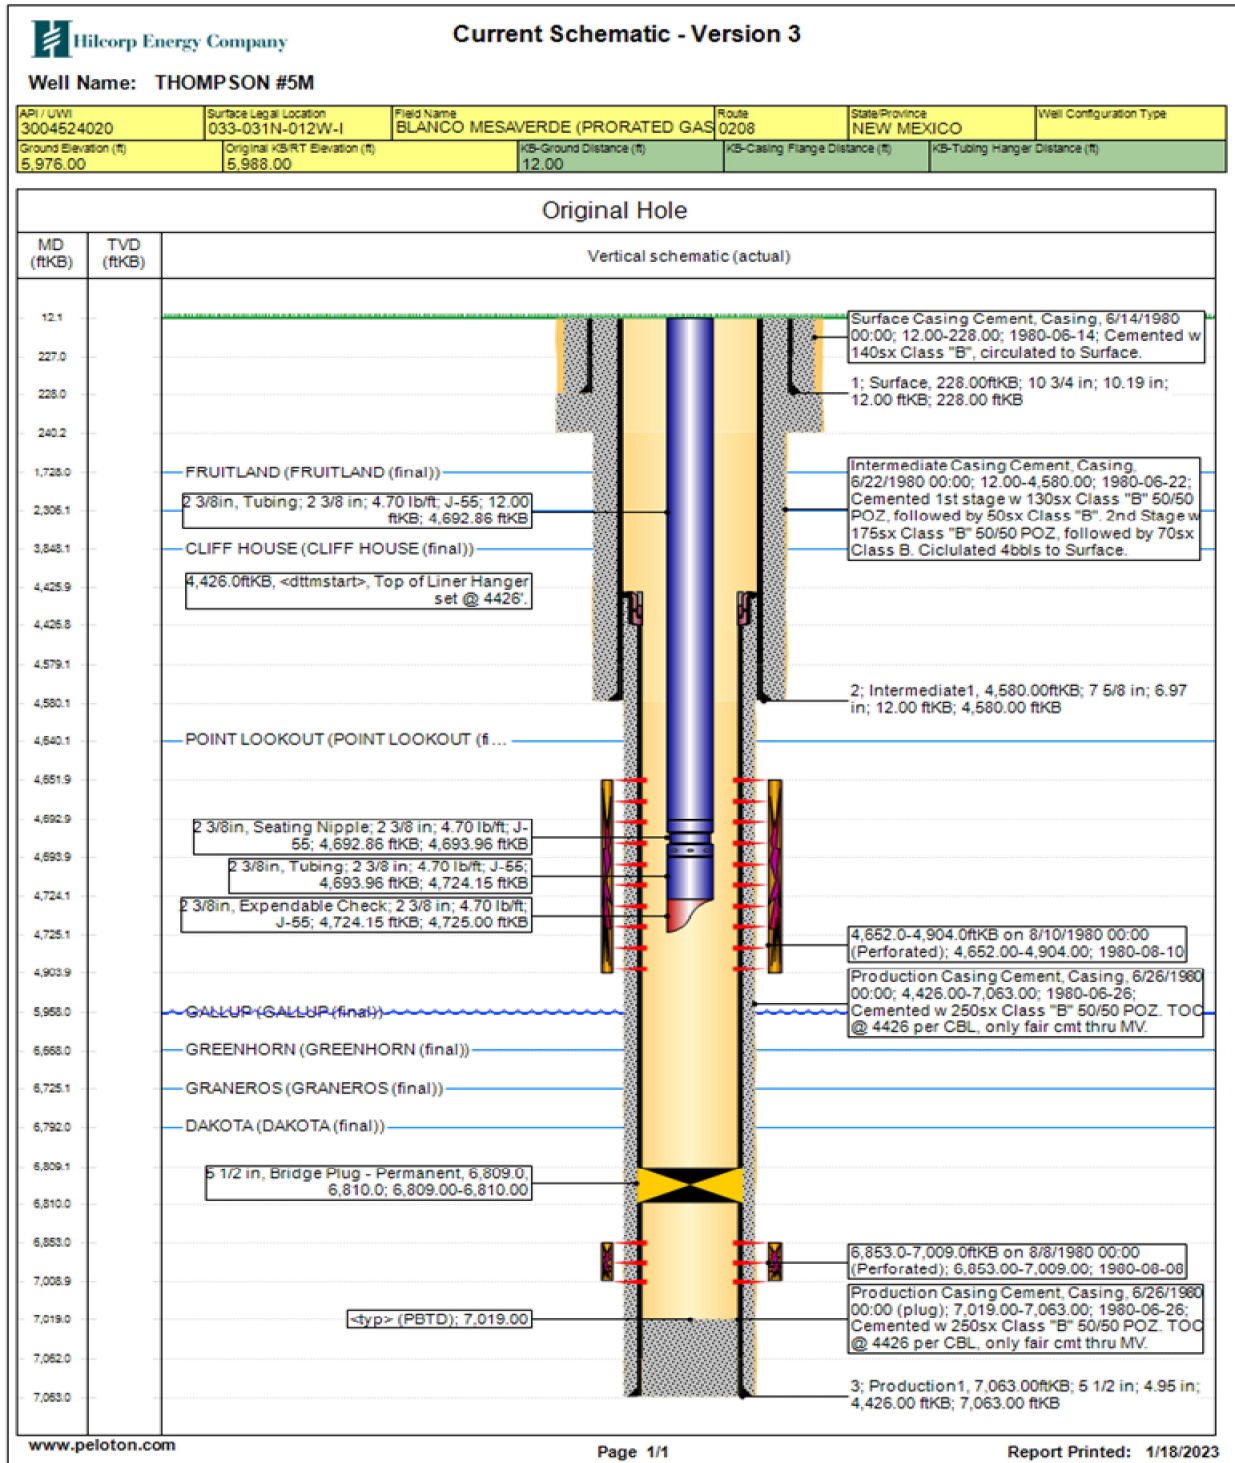 Hilcorp Energy Company
Current Schematic - Version 3
Well Name: THOMPSON #5M
API / UWI
3004524020
Surface Legal Location
033-031N-012W-I
Field Name
BLANCO MESAVERDE (PRORATED GAS
Route
0208
State/Province
NEW MEXICO
Well Configuration Type
Ground Elevation (ft)
5,976.00
Original KB/RT Elevation (ft)
5,988.00
KB-Ground Distance (ft)
12.00
KB-Casing Flange Distance (ft)
KB-Tubing Hanger Distance (ft)
Original Hole
MD
(ftKB)
TVD
(ftKB)
Vertical schematic (actual)
12.1
Surface Casing Cement, Casing, 6/14/1980
00:00; 12.00-228.00; 1980-06-14; Cemented w
140sx Class "B", circulated to Surface.
227.0
228.0
1; Surface, 228.00ftKB; 10 3/4 in; 10.19 in;
12.00 ftKB; 228.00 ftKB
240.2
1,728.0
FRUITLAND (FRUITLAND (final))
Intermediate Casing Cement, Casing,
6/22/1980 00:00; 12.00-4,580.00; 1980-06-22;
Cemented 1st stage w 130sx Class "B" 50/50
POZ, followed by 50sx Class "B". 2nd Stage w
175sx Class "B" 50/50 POZ, followed by 70sx
Class B. Ciclulated 4bbls to Surface.
2 3/8in, Tubing; 2 3/8 in; 4.70 lb/ft; J-55; 12.00
ftKB; 4,692.86 ftKB
2,306.1
3,848.1
CLIFF HOUSE (CLIFF HOUSE (final))
4,425.9
4,426.0ftKB, <dttmstart>, Top of Liner Hanger
set @ 4426'.
4,426.8
4,579.1
4,580.1
2; Intermediate1, 4,580.00ftKB; 7 5/8 in; 6.97
in; 12.00 ftKB; 4,580.00 ftKB
4,640.1
POINT LOOKOUT (POINT LOOKOUT (fi...
4,651.9
4,692.9
2 3/8in, Seating Nipple; 2 3/8 in; 4.70 lb/ft; J-
55; 4,692.86 ftKB; 4,693.96 ftKB
4,693.9
2 3/8in, Tubing; 2 3/8 in; 4.70 lb/ft; J-55;
4,693.96 ftKB; 4,724.15 ftKB
4,724.1
2 3/8in, Expendable Check; 2 3/8 in; 4.70 lb/ft;
J-55; 4,724.15 ftKB; 4,725.00 ftKB
4,725.1
4,652.0-4,904.0ftKB on 8/10/1980 00:00
(Perforated); 4,652.00-4,904.00; 1980-08-10
4,903.9
Production Casing Cement, Casing, 6/26/1980
00:00; 4,426.00-7,063.00; 1980-06-26;
Cemented w 250sx Class "B" 50/50 POZ. TOC
@ 4426 per CBL, only fair cmt thru MV.
5,958.0
GALLUP (GALLUP (final))
6,668.0
GREENHORN (GREENHORN (final))
6,725.1
GRANEROS (GRANEROS (final))
6,792.0
DAKOTA (DAKOTA (final))
6,809.1
5 1/2 in, Bridge Plug - Permanent, 6,809.0,
6,810.0; 6,809.00-6,810.00
6,810.0
6,853.0
6,853.0-7,009.0ftKB on 8/8/1980 00:00
(Perforated); 6,853.00-7,009.00; 1980-08-08
7,008.9
Production Casing Cement, Casing, 6/26/1980
00:00 (plug); 7,019.00-7,063.00; 1980-06-26;
Cemented w 250sx Class "B" 50/50 POZ. TOC
@ 4426 per CBL, only fair cmt thru MV.
<typ> (PBTD); 7,019.00
7,019.0
7,062.0
7,063.0
3; Production1, 7,063.00ftKB; 5 1/2 in; 4.95 in;
4,426.00 ftKB; 7,063.00 ftKB
www.peloton.com
Page 1/1
Report Printed: 1/18/2023